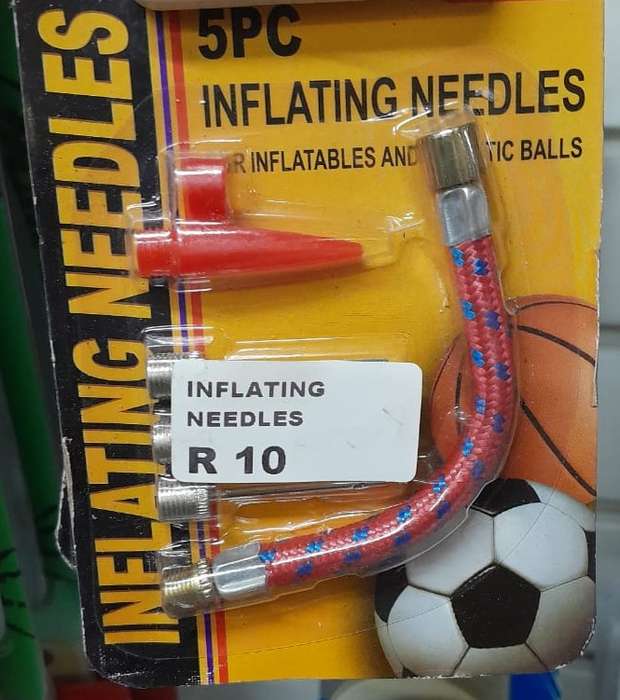 INFLATING NEEDLES
5PC
INFLATING NEEDLES
R INFLATABLES AND TIC BALLS
INFLATING
NEEDLES
R 10